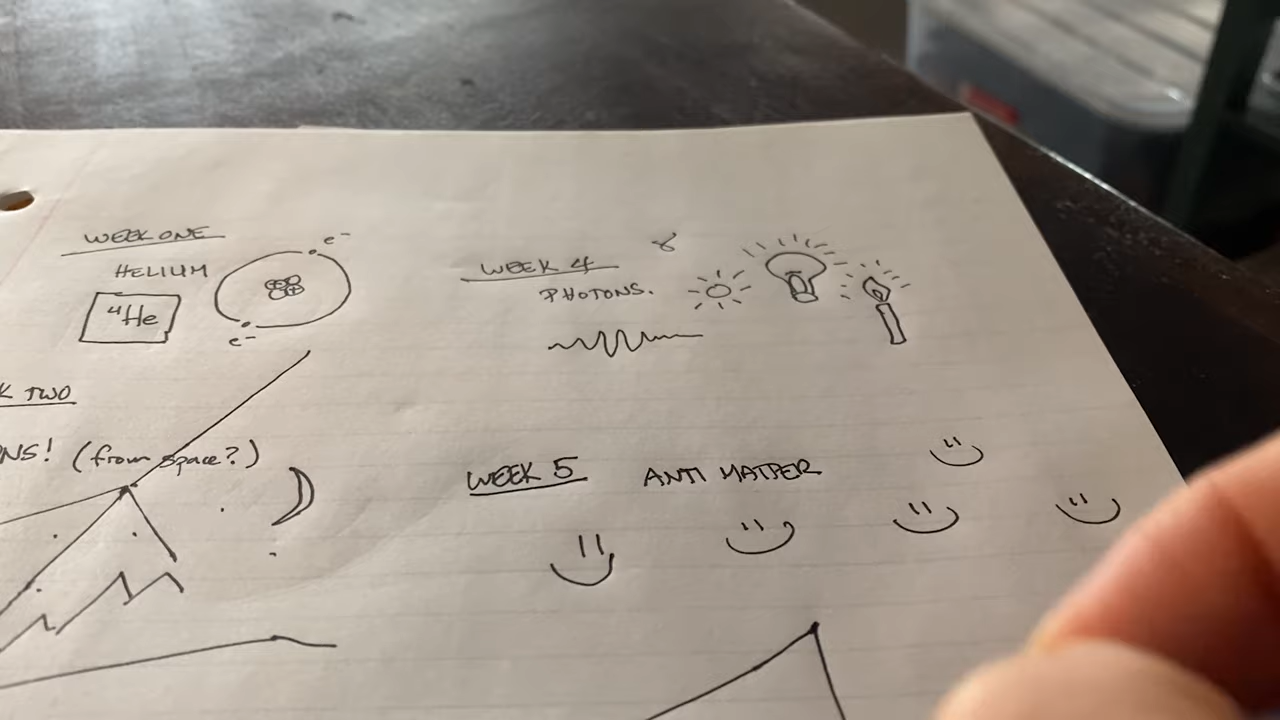 WEEK ONE
HELIUM
⁴He
e⁻
e⁻
K TWO
NS! (from space?)
WEEK 4
γ
PHOTONS.
WEEK 5 ANTI MATTER